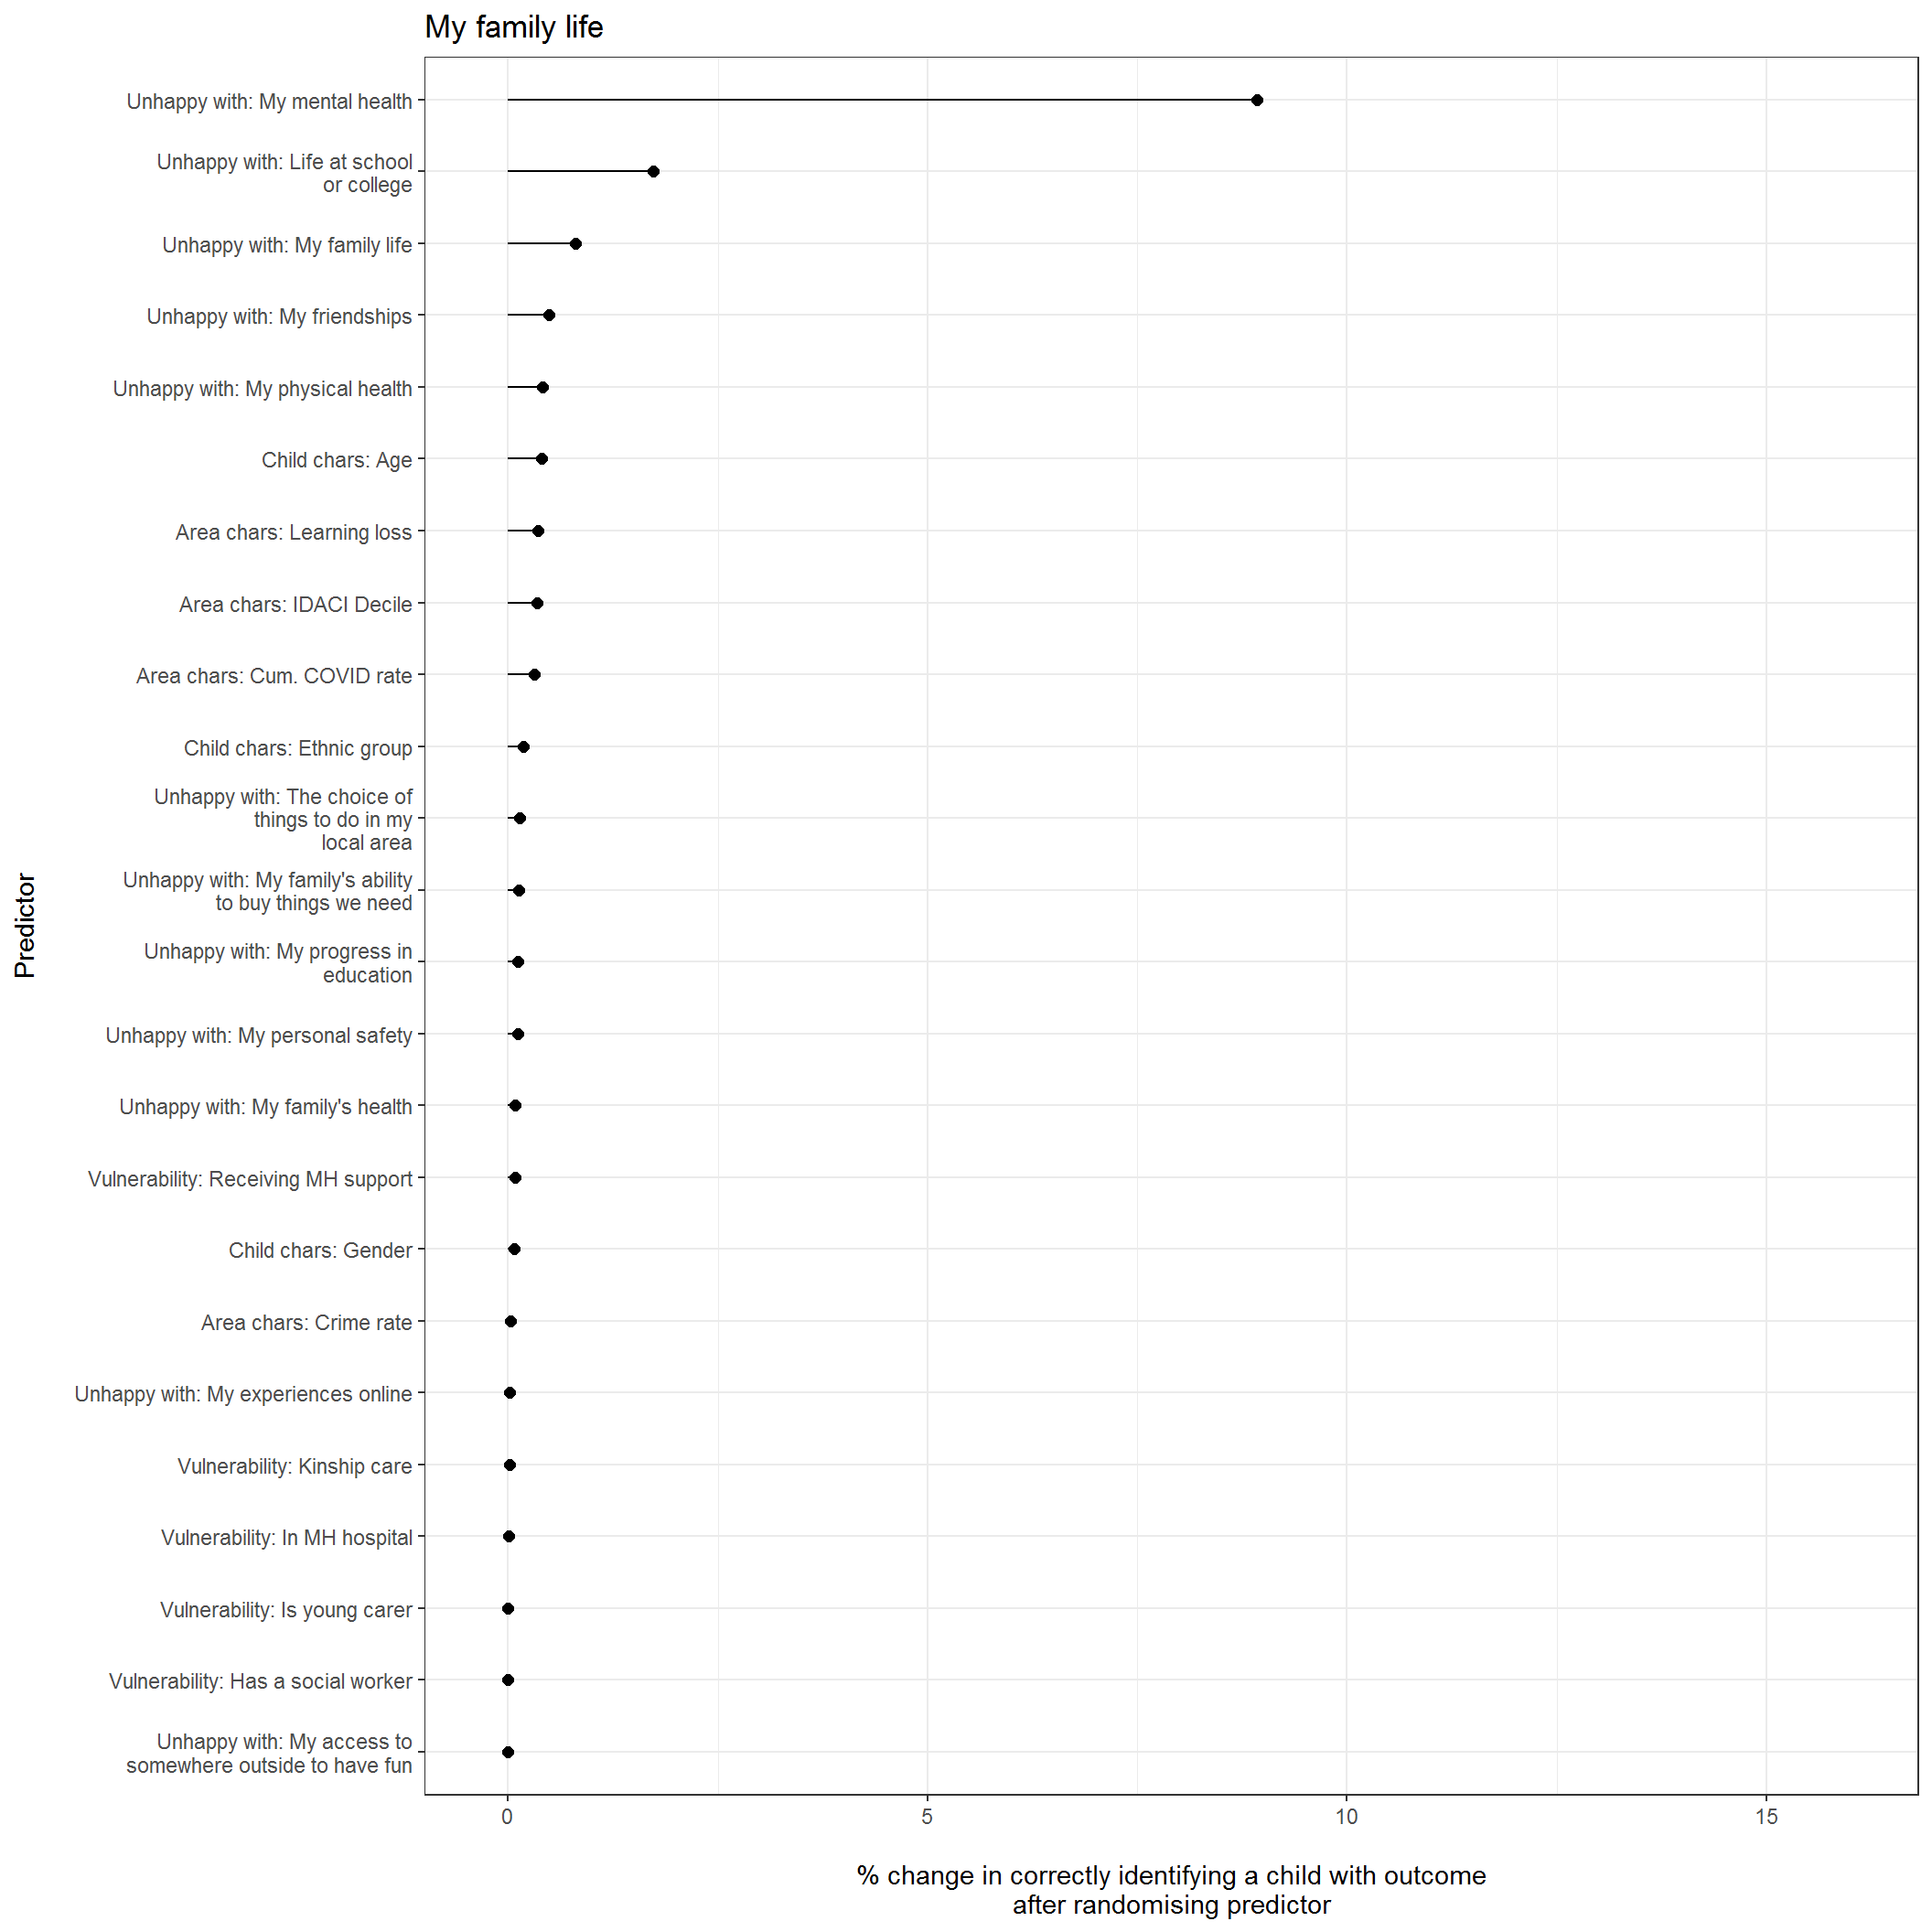 My family life
Unhappy with: My mental health
Unhappy with: Life at school
or college
Unhappy with: My family life
Unhappy with: My friendships
Unhappy with: My physical health
Child chars: Age
Area chars: Learning loss
Area chars: IDACI Decile
Area chars: Cum. COVID rate
Child chars: Ethnic group
Unhappy with: The choice of
things to do in my
local area
Unhappy with: My family's ability
to buy things we need
Unhappy with: My progress in
education
Unhappy with: My personal safety
Unhappy with: My family's health
Vulnerability: Receiving MH support
Child chars: Gender
Area chars: Crime rate
Unhappy with: My experiences online
Vulnerability: Kinship care
Vulnerability: In MH hospital
Vulnerability: Is young carer
Vulnerability: Has a social worker
Unhappy with: My access to
somewhere outside to have fun
Predictor
0 5 10 15
% change in correctly identifying a child with outcome
after randomising predictor